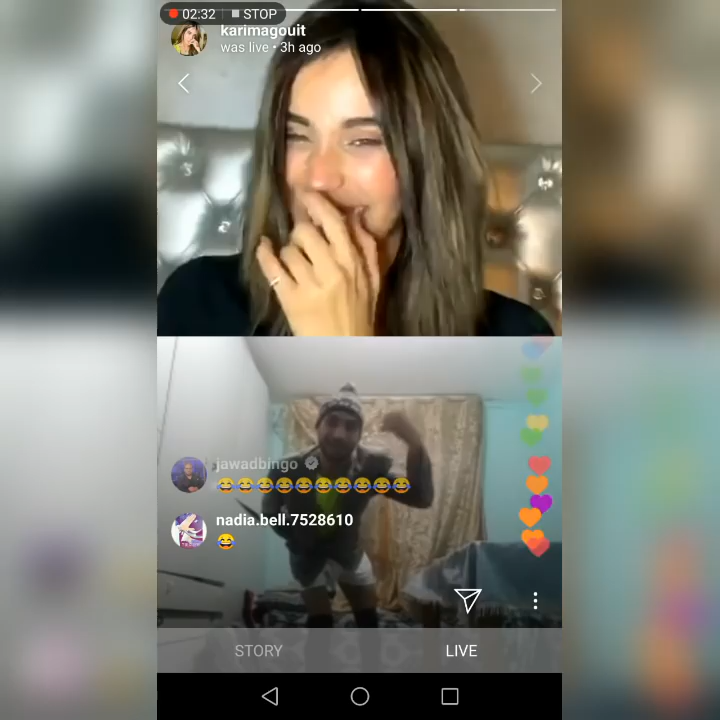 02:32 STOP
karimagouit
was live • 3h ago
jawadbingo
nadia.bell.7528610
STORY LIVE